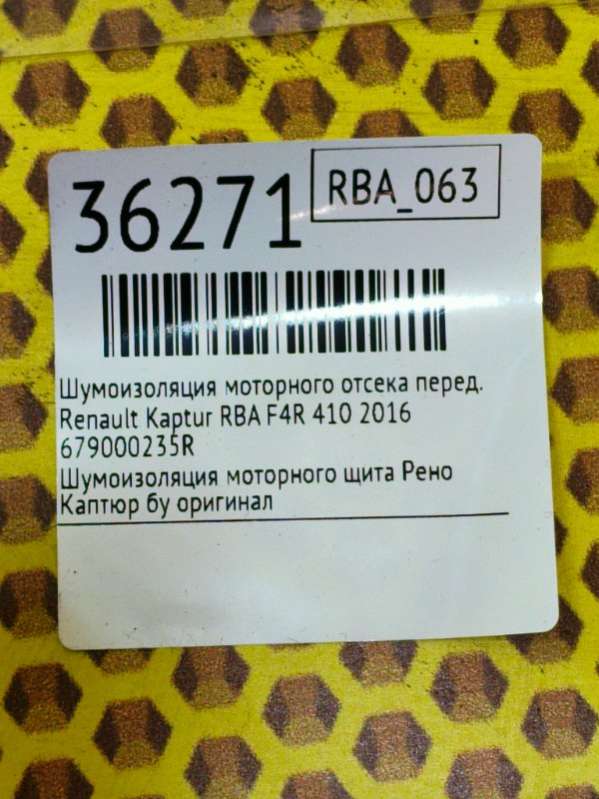 36271
RBA_063
Шумоизоляция моторного отсека перед.
Renault Kaptur RBA F4R 410 2016
679000235R
Шумоизоляция моторного щита Рено
Каптюр бу оригинал